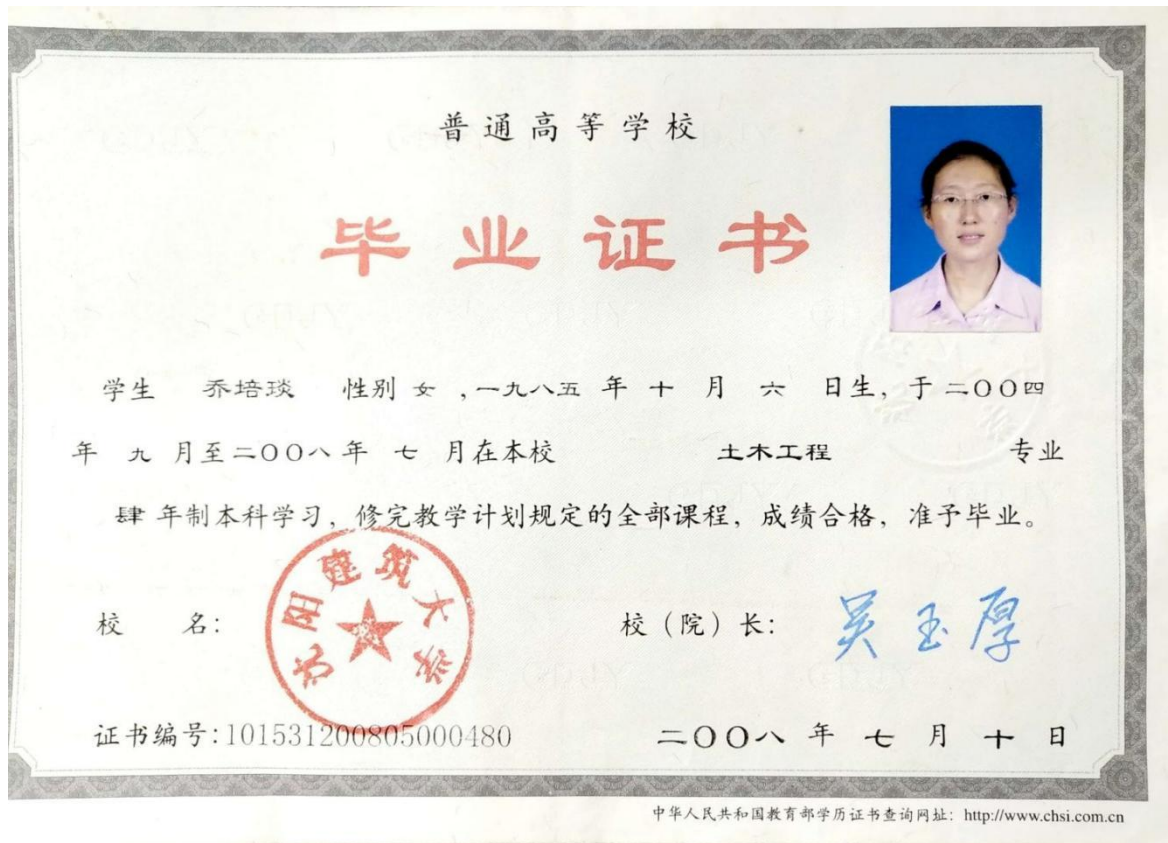 普通高等学校
毕业证书
学生 乔培琰 性别 女 ,一九八五 年 十 月 六 日生, 于 二〇〇四
年 九 月至二〇〇八 年 七 月在本校 土木工程 专业
肆 年制本科学习, 修完教学计划规定的全部课程, 成绩合格, 准予毕业。
沈阳建筑大学
校 名: 校（院）长: 吴玉厚
证书编号:101531200805000480 二〇〇八 年 七 月 十 日
中华人民共和国教育部学历证书查询网址: http://www.chsi.com.cn